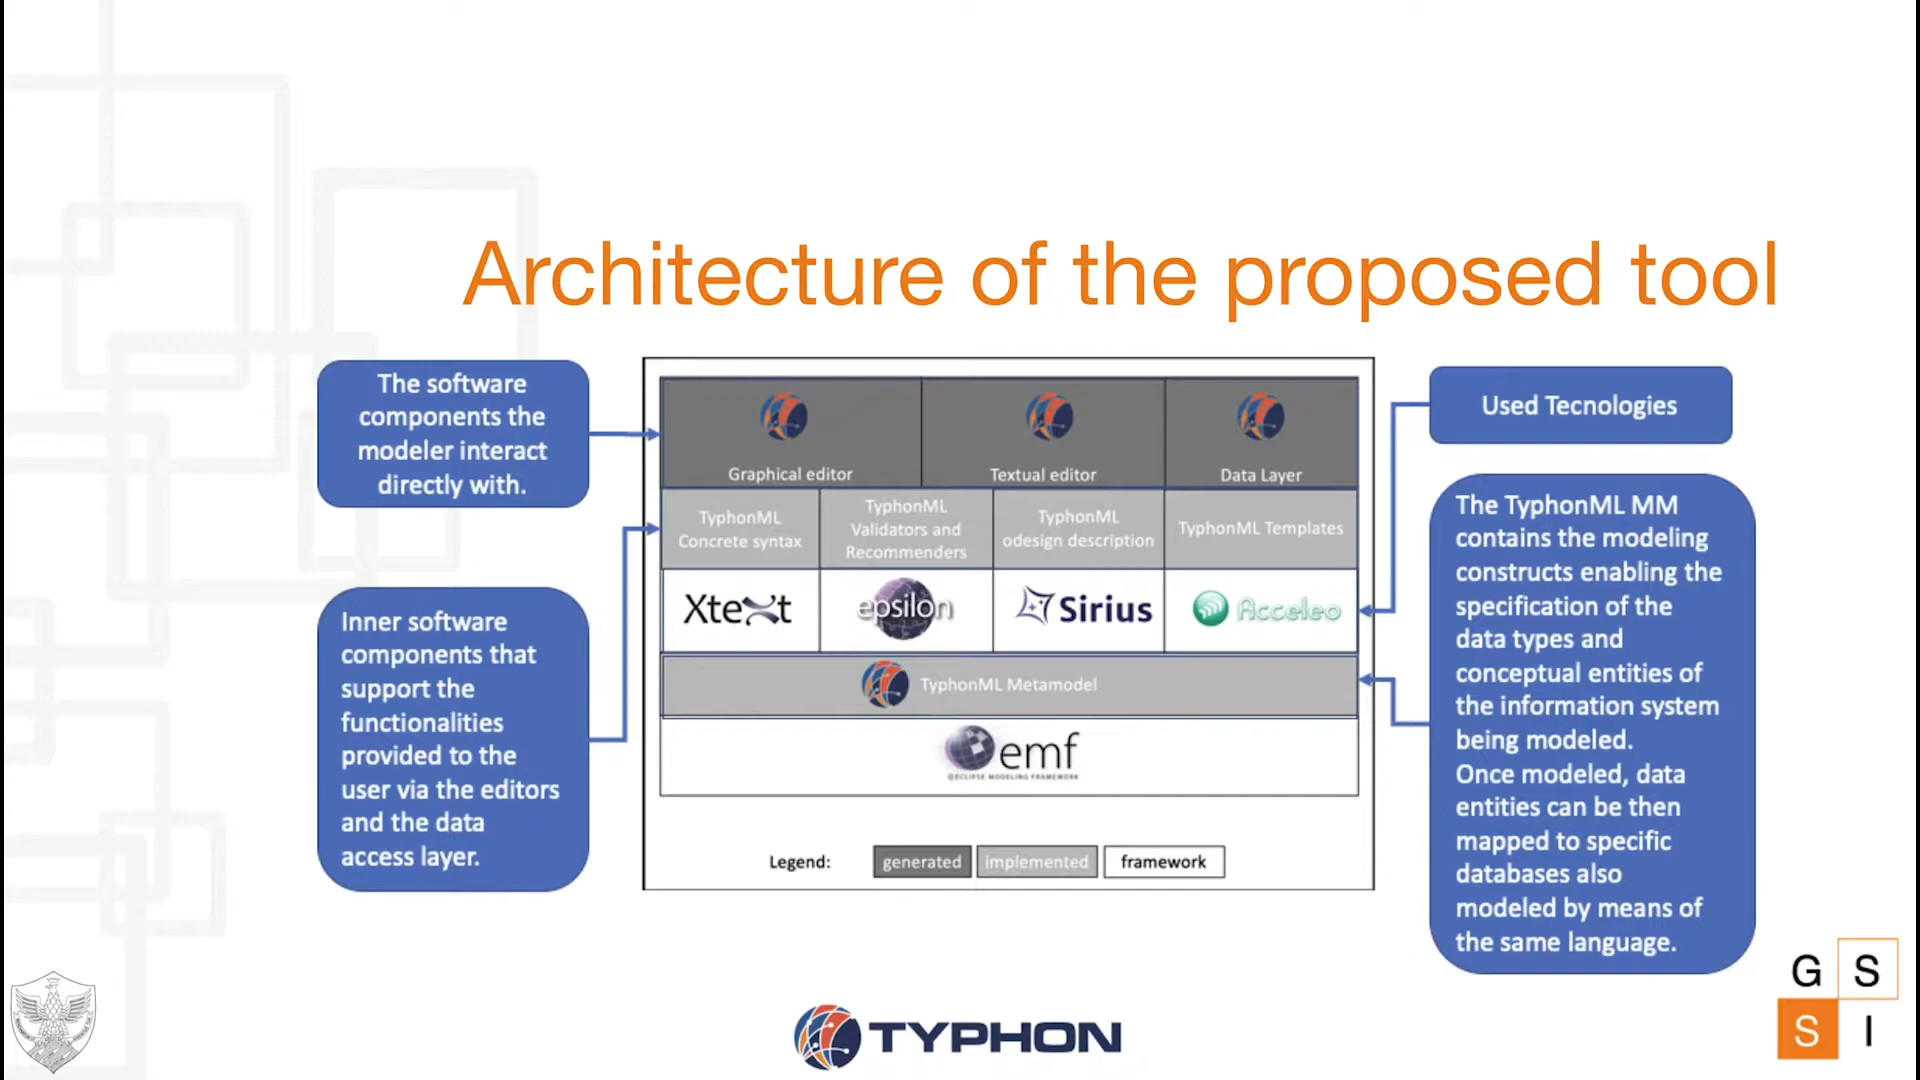 Architecture of the proposed tool
The software
components the
modeler interact
directly with.
Inner software
components that
support the
functionalities
provided to the
user via the editors
and the data
access layer.
Graphical editor
Textual editor
Data Layer
TyphonML
Concrete syntax
TyphonML
Validators and
Recommenders
TyphonML
odesign description
TyphonML Templates
Xtext
epsilon
Sirius
Acceleo
TyphonML Metamodel
emf
ECLIPSE MODELING FRAMEWORK
Legend:
generated
implemented
framework
Used Tecnologies
The TyphonML MM
contains the modeling
constructs enabling the
specification of the
data types and
conceptual entities of
the information system
being modeled.
Once modeled, data
entities can be then
mapped to specific
databases also
modeled by means of
the same language.
TYPHON
G S
S I